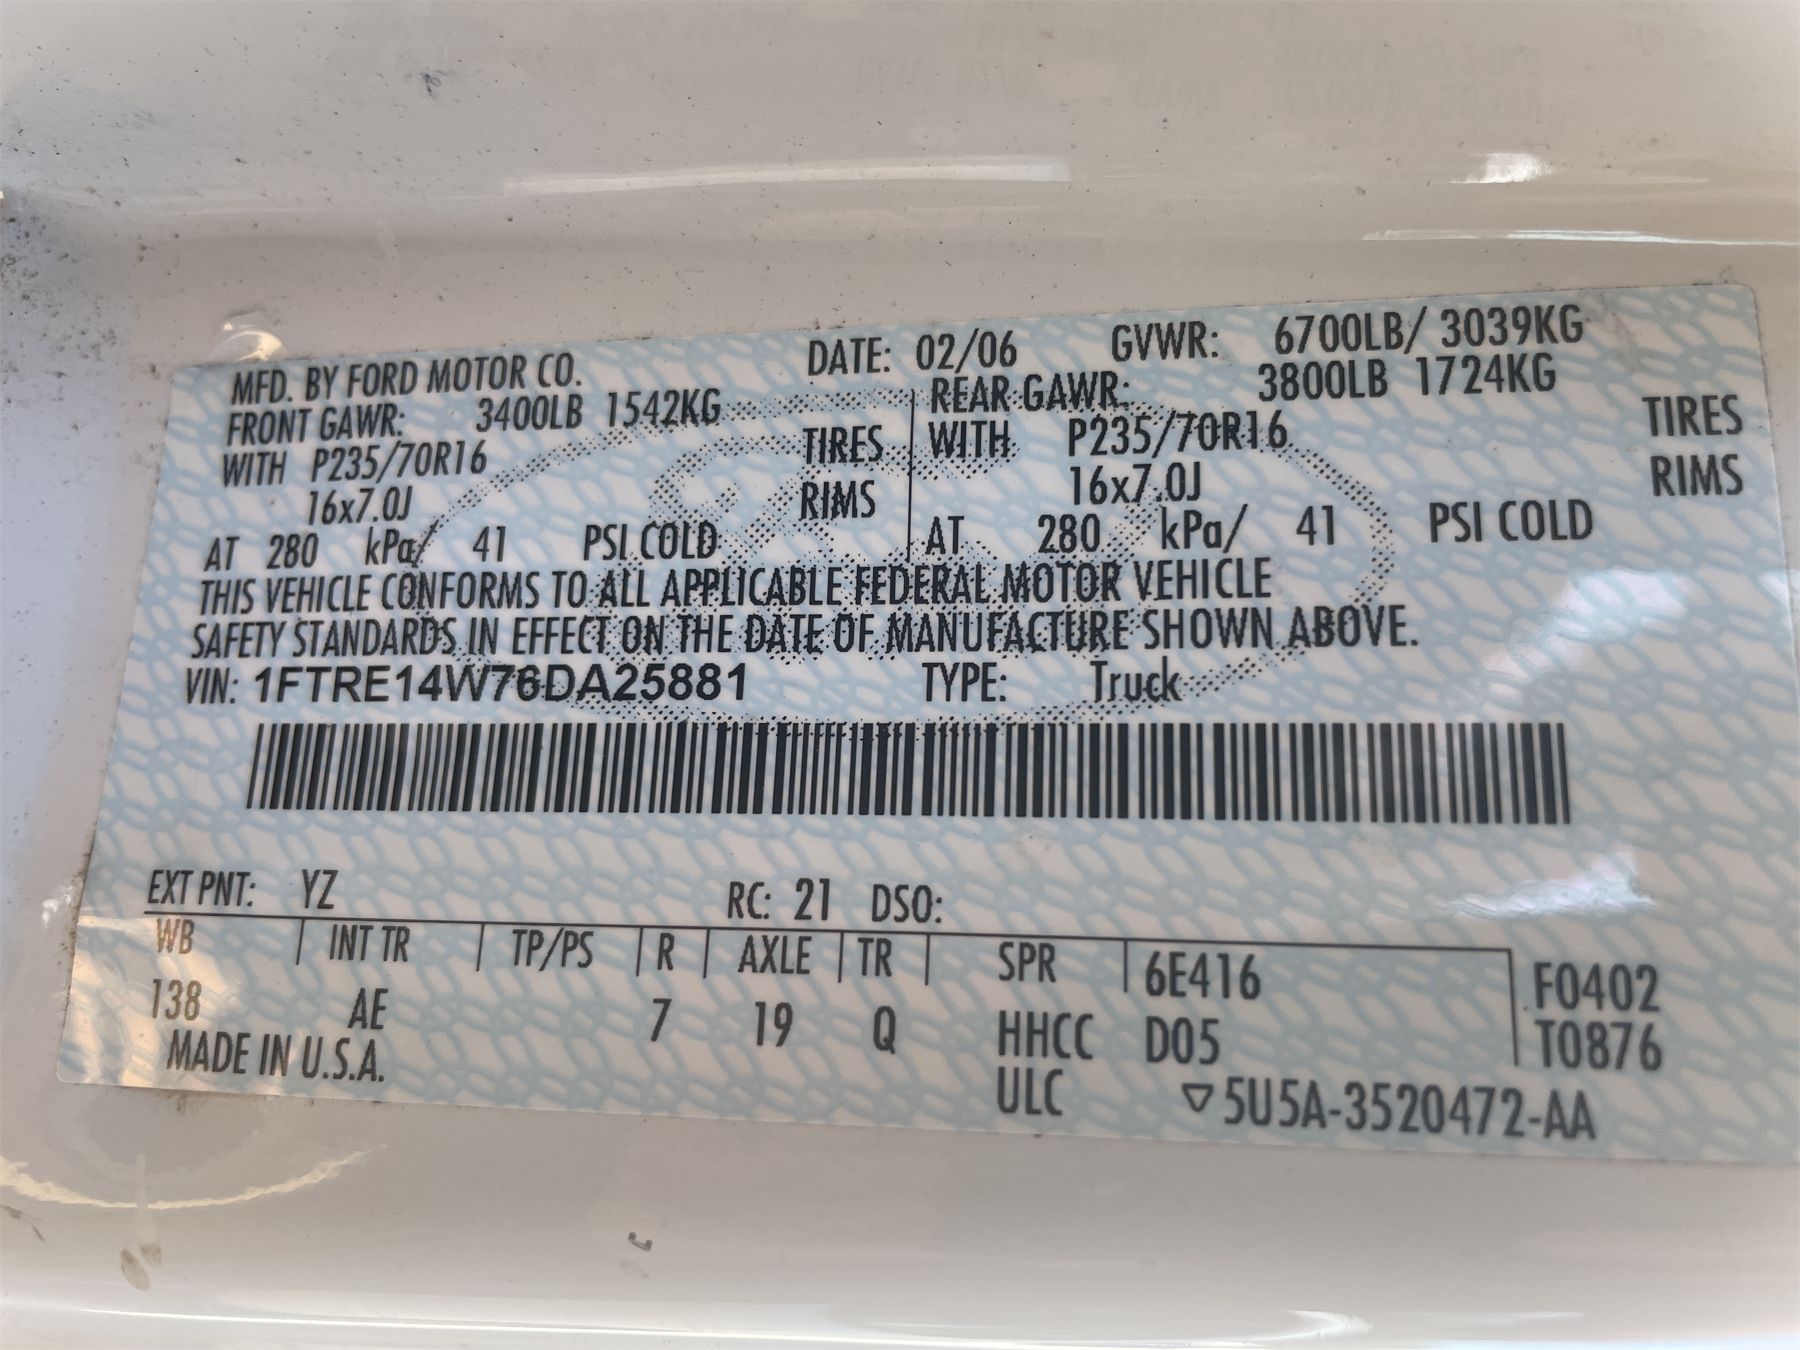 MFD. BY FORD MOTOR CO. DATE: 02/06 GVWR: 6700LB/ 3039KG
FRONT GAWR: 3400LB 1542KG REAR GAWR: 3800LB 1724KG
WITH P235/70R16 TIRES WITH P235/70R16 TIRES
16x7.0J RIMS 16x7.0J RIMS
AT 280 kPa/ 41 PSI COLD AT 280 kPa/ 41 PSI COLD
THIS VEHICLE CONFORMS TO ALL APPLICABLE FEDERAL MOTOR VEHICLE
SAFETY STANDARDS IN EFFECT ON THE DATE OF MANUFACTURE SHOWN ABOVE.
VIN: 1FTRE14W76DA25881 TYPE: Truck
EXT PNT: YZ RC: 21 DSO:
WB INT TR TP/PS R AXLE TR SPR 6E416 F0402
138 AE 7 19 Q HHCC D05 T0876
MADE IN U.S.A. ULC ▽5U5A-3520472-AA